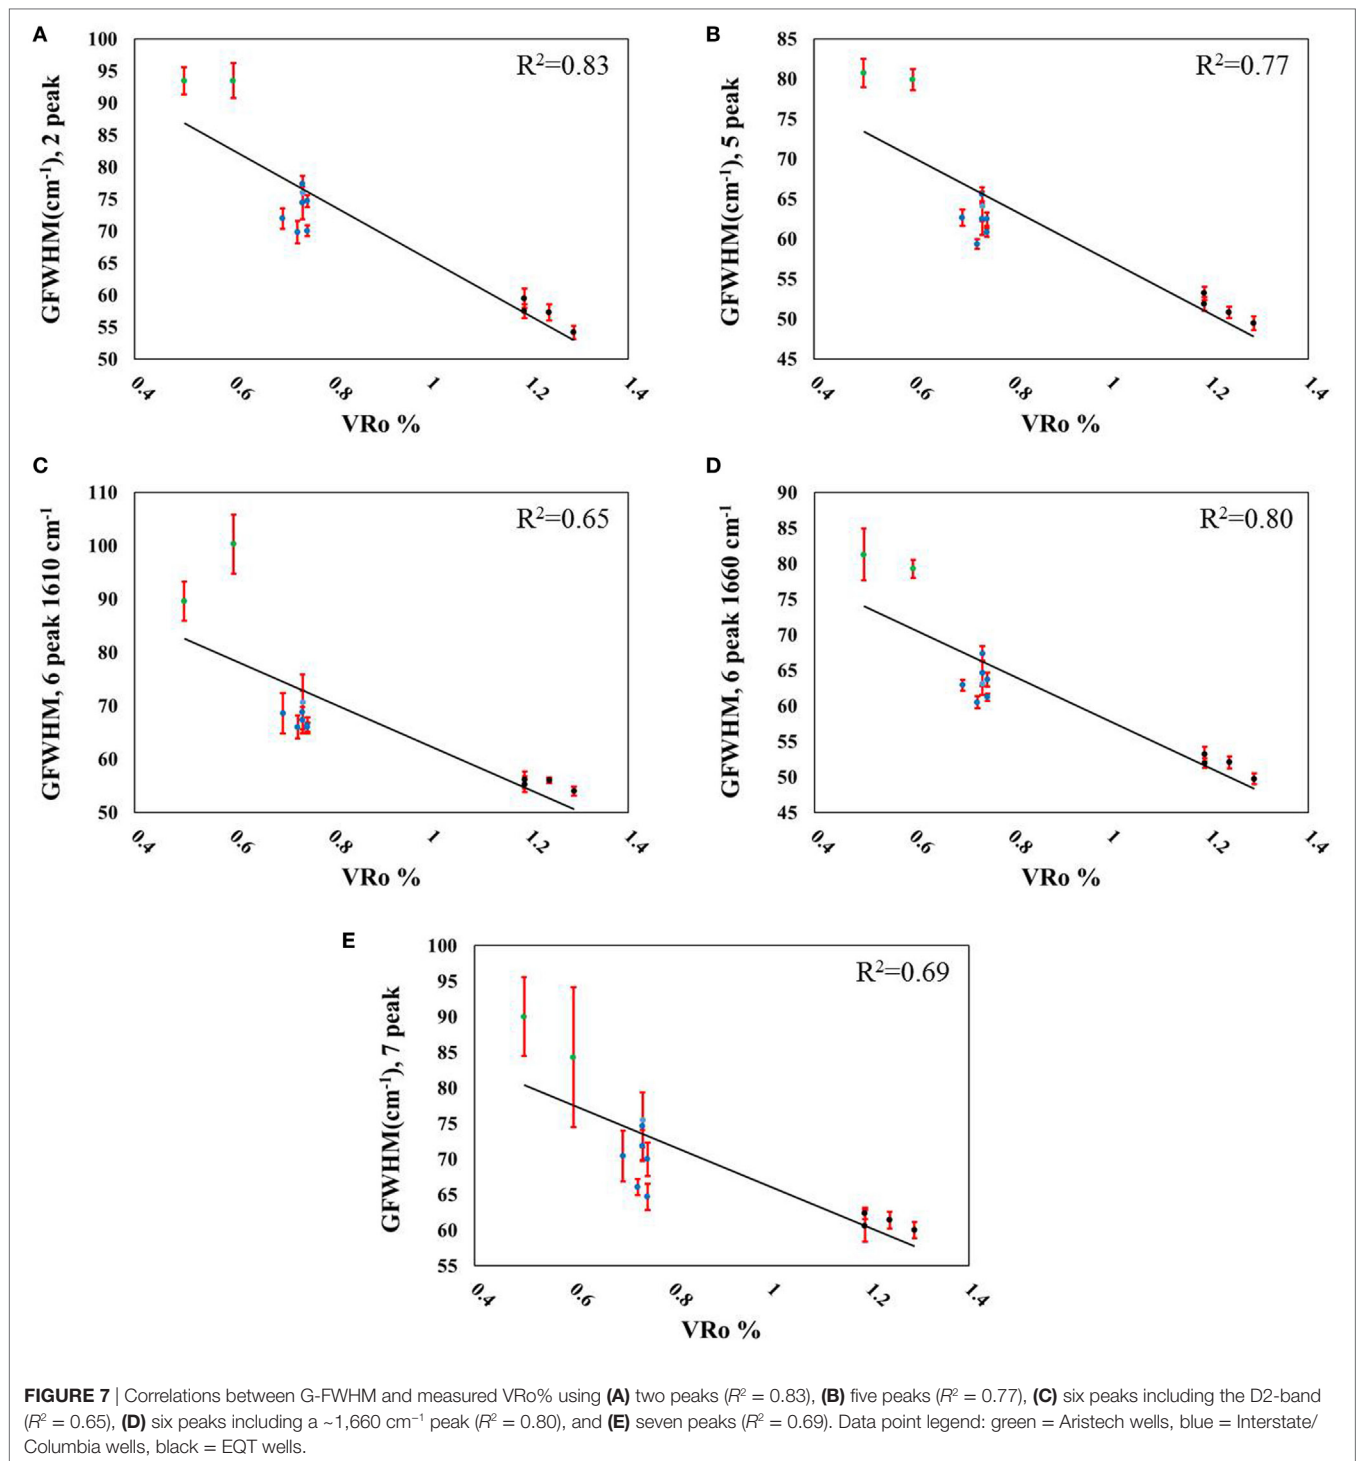 A
R²=0.83
GFWHM(cm⁻¹), 2 peak
100
95
90
85
80
75
70
65
60
55
50
0.4 0.6 0.8 1 1.2 1.4
VRo %
B
R²=0.77
GFWHM(cm⁻¹), 5 peak
85
80
75
70
65
60
55
50
45
0.4 0.6 0.8 1 1.2 1.4
VRo %
C
R²=0.65
GFWHM, 6 peak 1610 cm⁻¹
110
100
90
80
70
60
50
0.4 0.6 0.8 1 1.2 1.4
VRo %
D
R²=0.80
GFWHM, 6 peak 1660 cm⁻¹
90
85
80
75
70
65
60
55
50
45
0.4 0.6 0.8 1 1.2 1.4
VRo %
E
R²=0.69
GFWHM(cm⁻¹), 7 peak
100
95
90
85
80
75
70
65
60
55
0.4 0.6 0.8 1 1.2 1.4
VRo %
FIGURE 7 | Correlations between G-FWHM and measured VRo% using (A) two peaks (R² = 0.83), (B) five peaks (R² = 0.77), (C) six peaks including the D2-band
(R² = 0.65), (D) six peaks including a ~1,660 cm⁻¹ peak (R² = 0.80), and (E) seven peaks (R² = 0.69). Data point legend: green = Aristech wells, blue = Interstate/
Columbia wells, black = EQT wells.